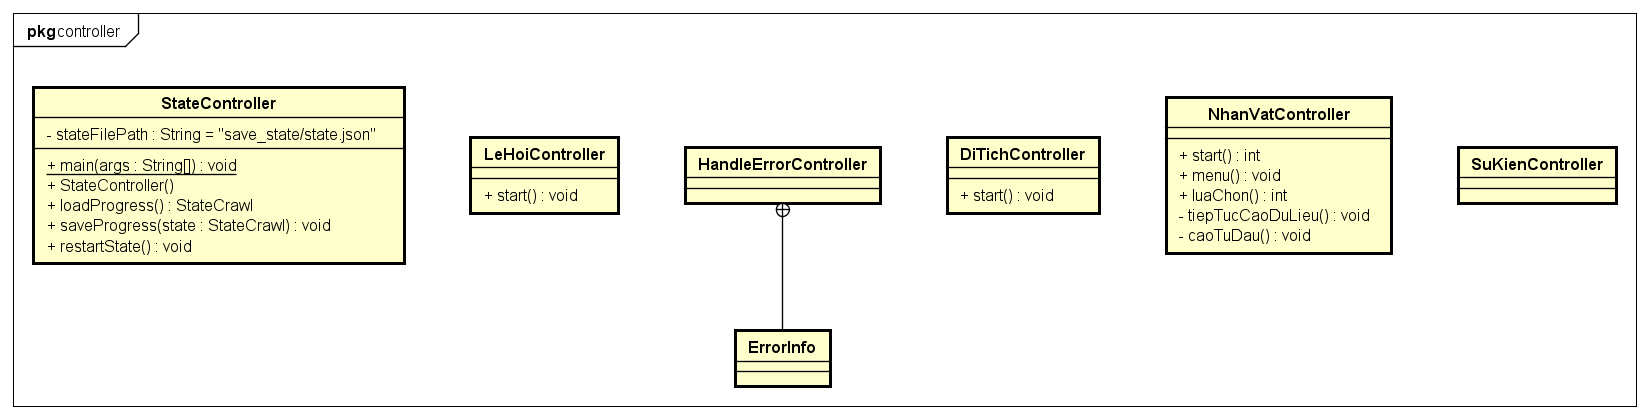 pkg controller
StateController
- stateFilePath : String = "save_state/state.json"
+ main(args : String[]) : void
+ StateController()
+ loadProgress() : StateCrawl
+ saveProgress(state : StateCrawl) : void
+ restartState() : void
LeHoiController
+ start() : void
HandleErrorController
ErrorInfo
DiTichController
+ start() : void
NhanVatController
+ start() : int
+ menu() : void
+ luaChon() : int
- tiepTucCaoDuLieu() : void
- caoTuDau() : void
SuKienController